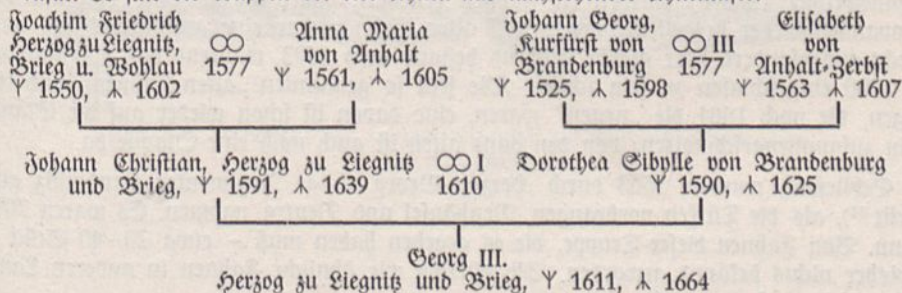 Joachim Friedrich
Herzog zu Liegnitz,
Brieg u. Wohlau
ᛉ 1550, ᛣ 1602
∞
1577
Anna Maria
von Anhalt
ᛉ 1561, ᛣ 1605
Johann Georg,
Kurfürst von
Brandenburg
ᛉ 1525, ᛣ 1598
∞ III
1577
Elisabeth
von
Anhalt-Zerbst
ᛉ 1563 ᛣ 1607
Johann Christian, Herzog zu Liegnitz
und Brieg, ᛉ 1591, ᛣ 1639
∞ I
1610
Dorothea Sibylle von Brandenburg
ᛉ 1590, ᛣ 1625
Georg III.
Herzog zu Liegnitz und Brieg, ᛉ 1611, ᛣ 1664